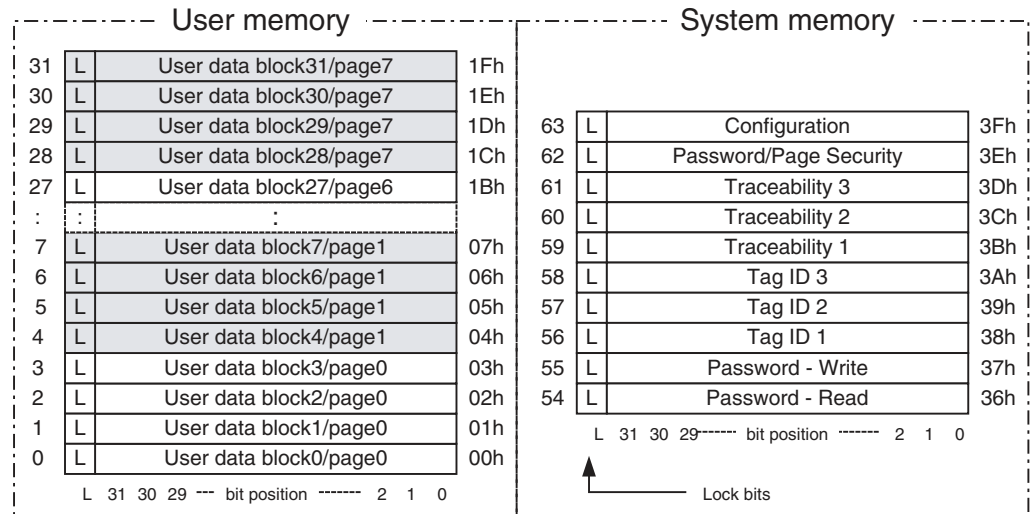 User memory
31 L User data block31/page7 1Fh
30 L User data block30/page7 1Eh
29 L User data block29/page7 1Dh
28 L User data block28/page7 1Ch
27 L User data block27/page6 1Bh
: : :
7 L User data block7/page1 07h
6 L User data block6/page1 06h
5 L User data block5/page1 05h
4 L User data block4/page1 04h
3 L User data block3/page0 03h
2 L User data block2/page0 02h
1 L User data block1/page0 01h
0 L User data block0/page0 00h
L 31 30 29 --- bit position ------- 2 1 0
System memory
63 L Configuration 3Fh
62 L Password/Page Security 3Eh
61 L Traceability 3 3Dh
60 L Traceability 2 3Ch
59 L Traceability 1 3Bh
58 L Tag ID 3 3Ah
57 L Tag ID 2 39h
56 L Tag ID 1 38h
55 L Password - Write 37h
54 L Password - Read 36h
L 31 30 29------ bit position ------- 2 1 0
Lock bits